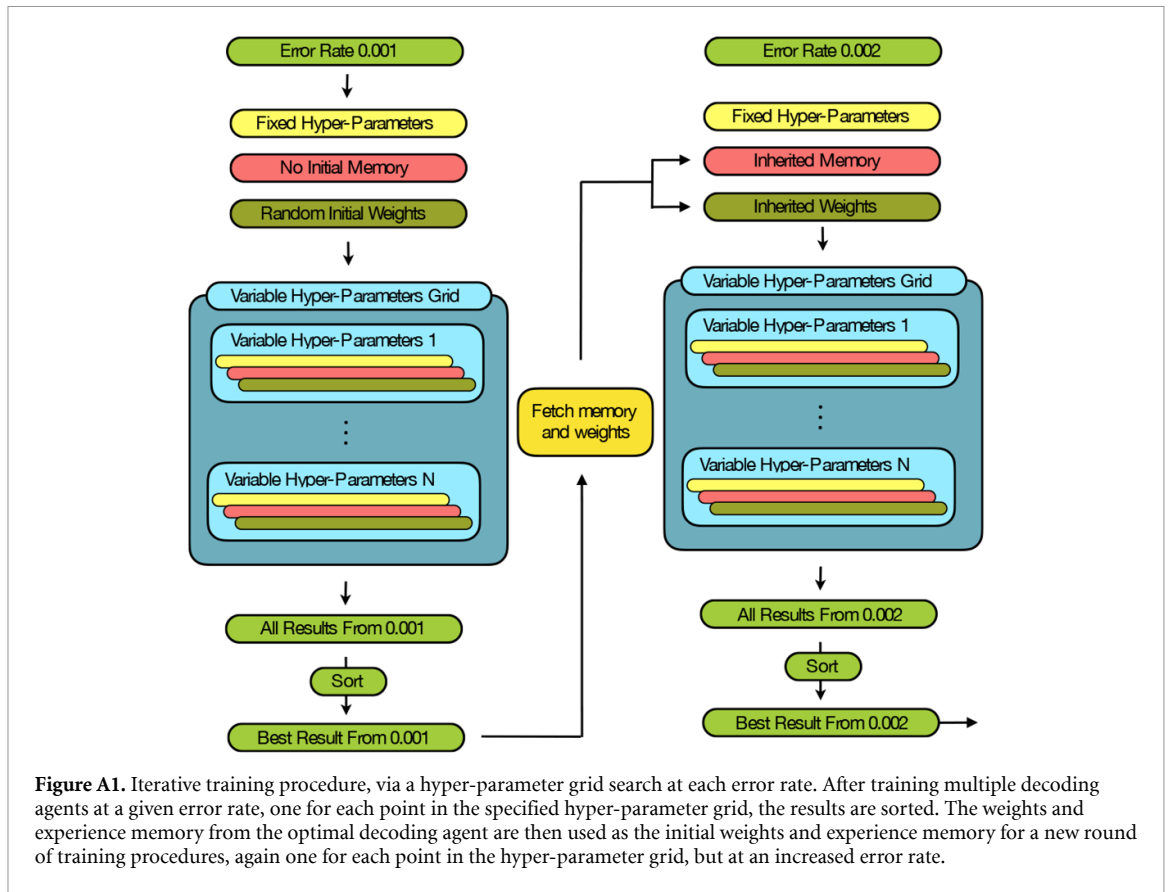 Error Rate 0.001
Fixed Hyper-Parameters
No Initial Memory
Random Initial Weights
Variable Hyper-Parameters Grid
Variable Hyper-Parameters 1
Variable Hyper-Parameters N
All Results From 0.001
Sort
Best Result From 0.001
Fetch memory
and weights
Error Rate 0.002
Fixed Hyper-Parameters
Inherited Memory
Inherited Weights
Variable Hyper-Parameters Grid
Variable Hyper-Parameters 1
Variable Hyper-Parameters N
All Results From 0.002
Sort
Best Result From 0.002
Figure A1. Iterative training procedure, via a hyper-parameter grid search at each error rate. After training multiple decoding
agents at a given error rate, one for each point in the specified hyper-parameter grid, the results are sorted. The weights and
experience memory from the optimal decoding agent are then used as the initial weights and experience memory for a new round
of training procedures, again one for each point in the hyper-parameter grid, but at an increased error rate.